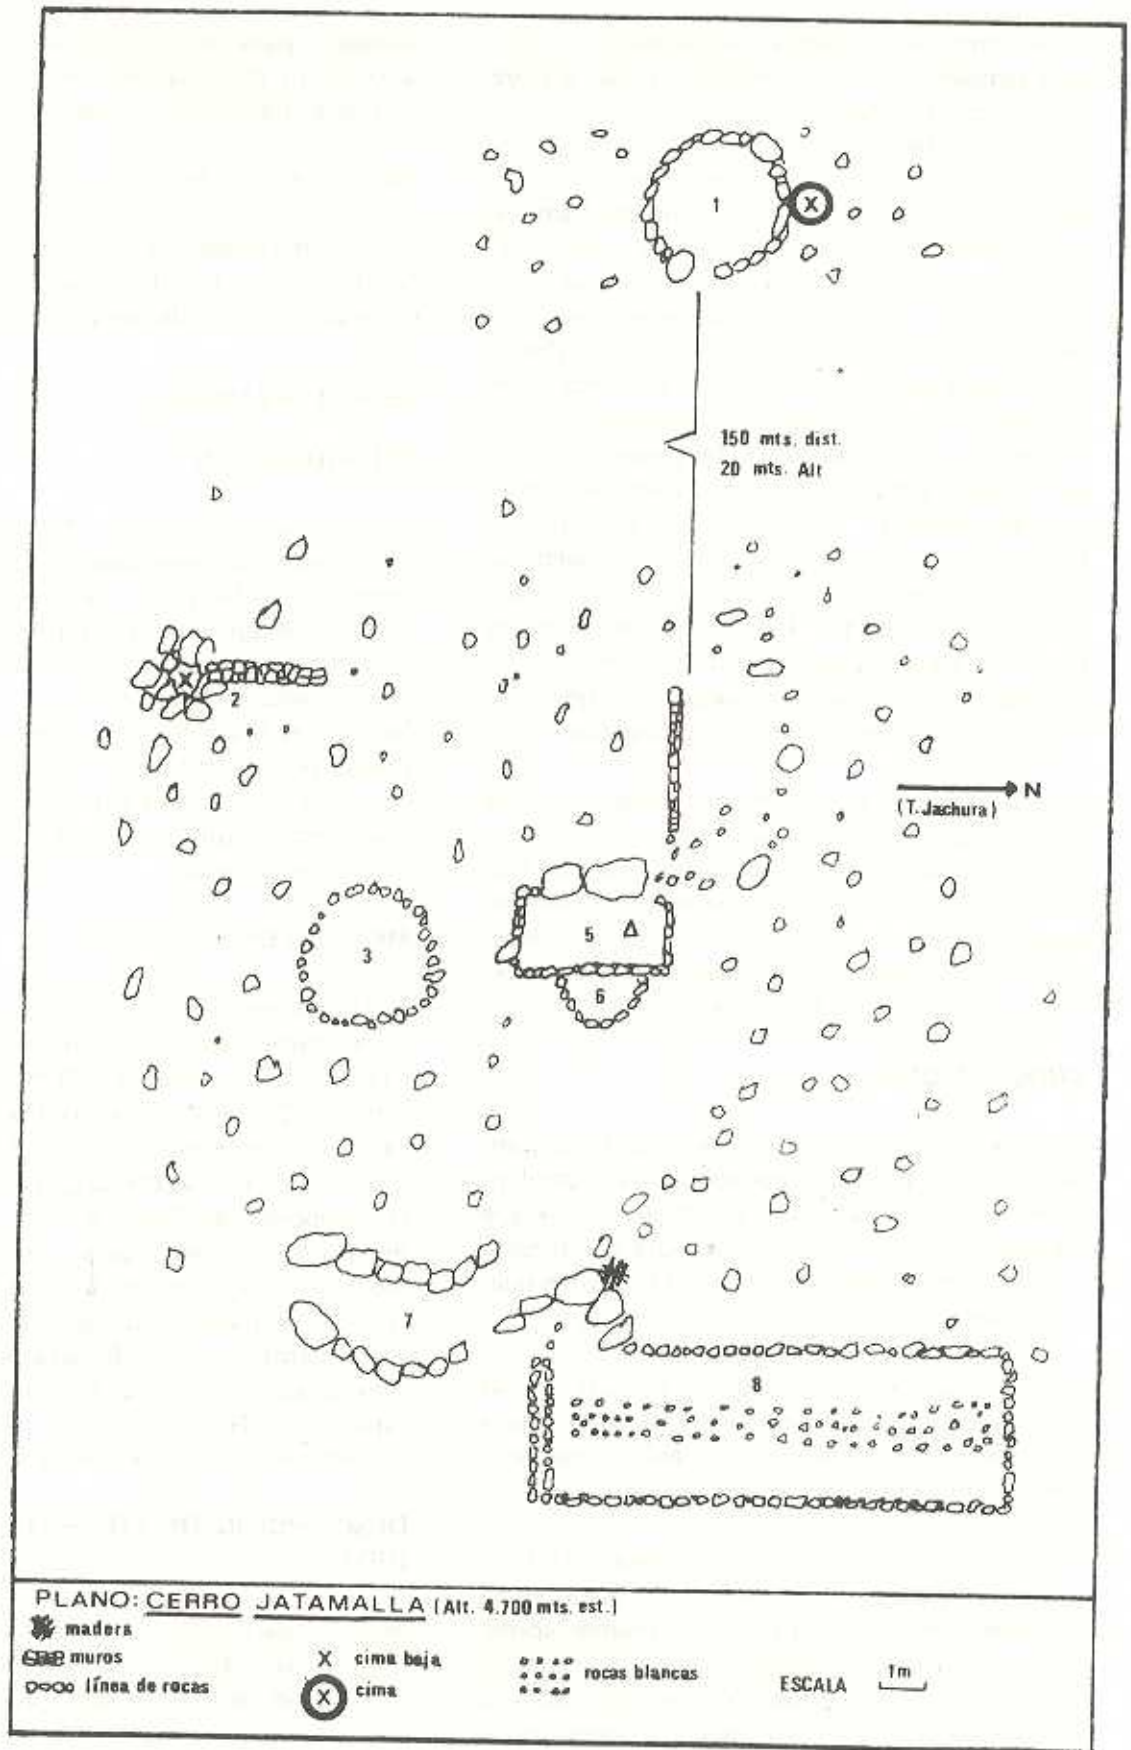 1
X
150 mts. dist.
20 mts. Alt
X
2
N
(T. Jachura)
5 Δ
3
6
7
8
PLANO: CERRO JATAMALLA (Alt. 4.700 mts. est.)
madera
muros
X cima baja
rocas blancas
línea de rocas
X cima
ESCALA 1m